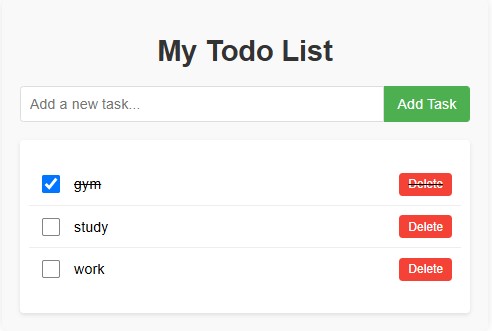 My Todo List
Add a new task... Add Task
gym Delete
study Delete
work Delete